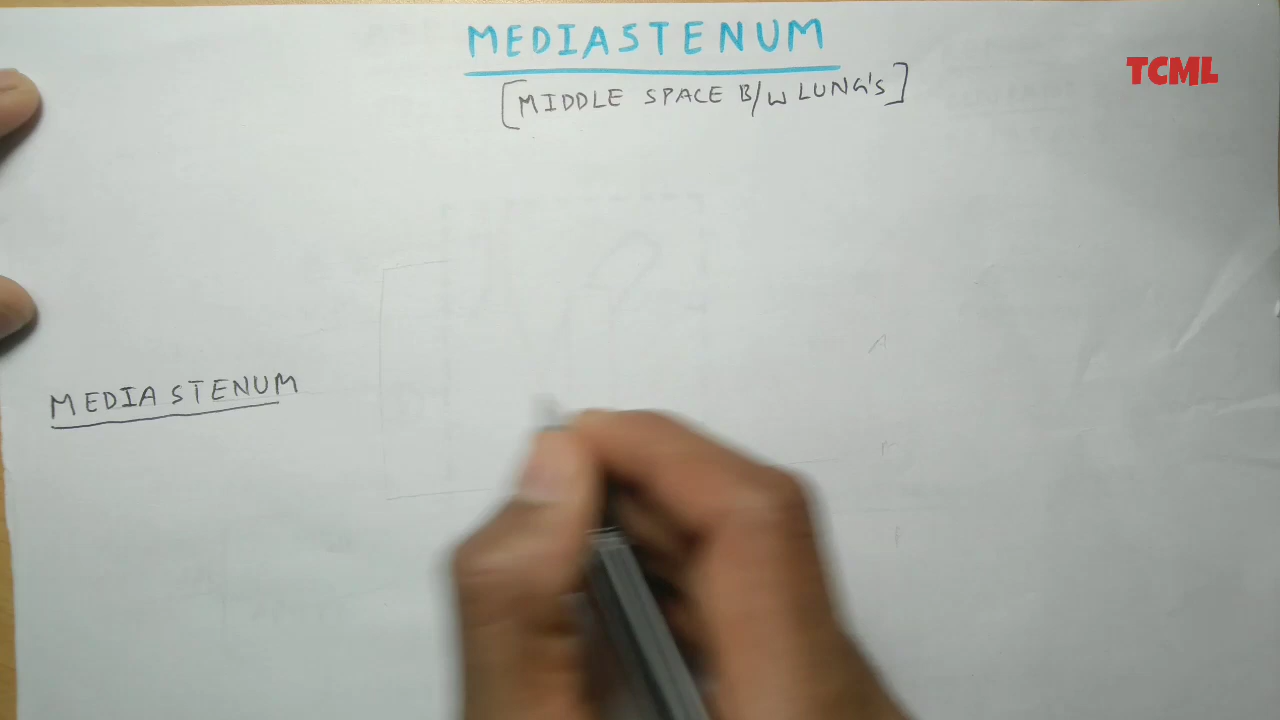 MEDIASTENUM
TCML
[MIDDLE SPACE B/W LUNG'S]
MEDIASTENUM